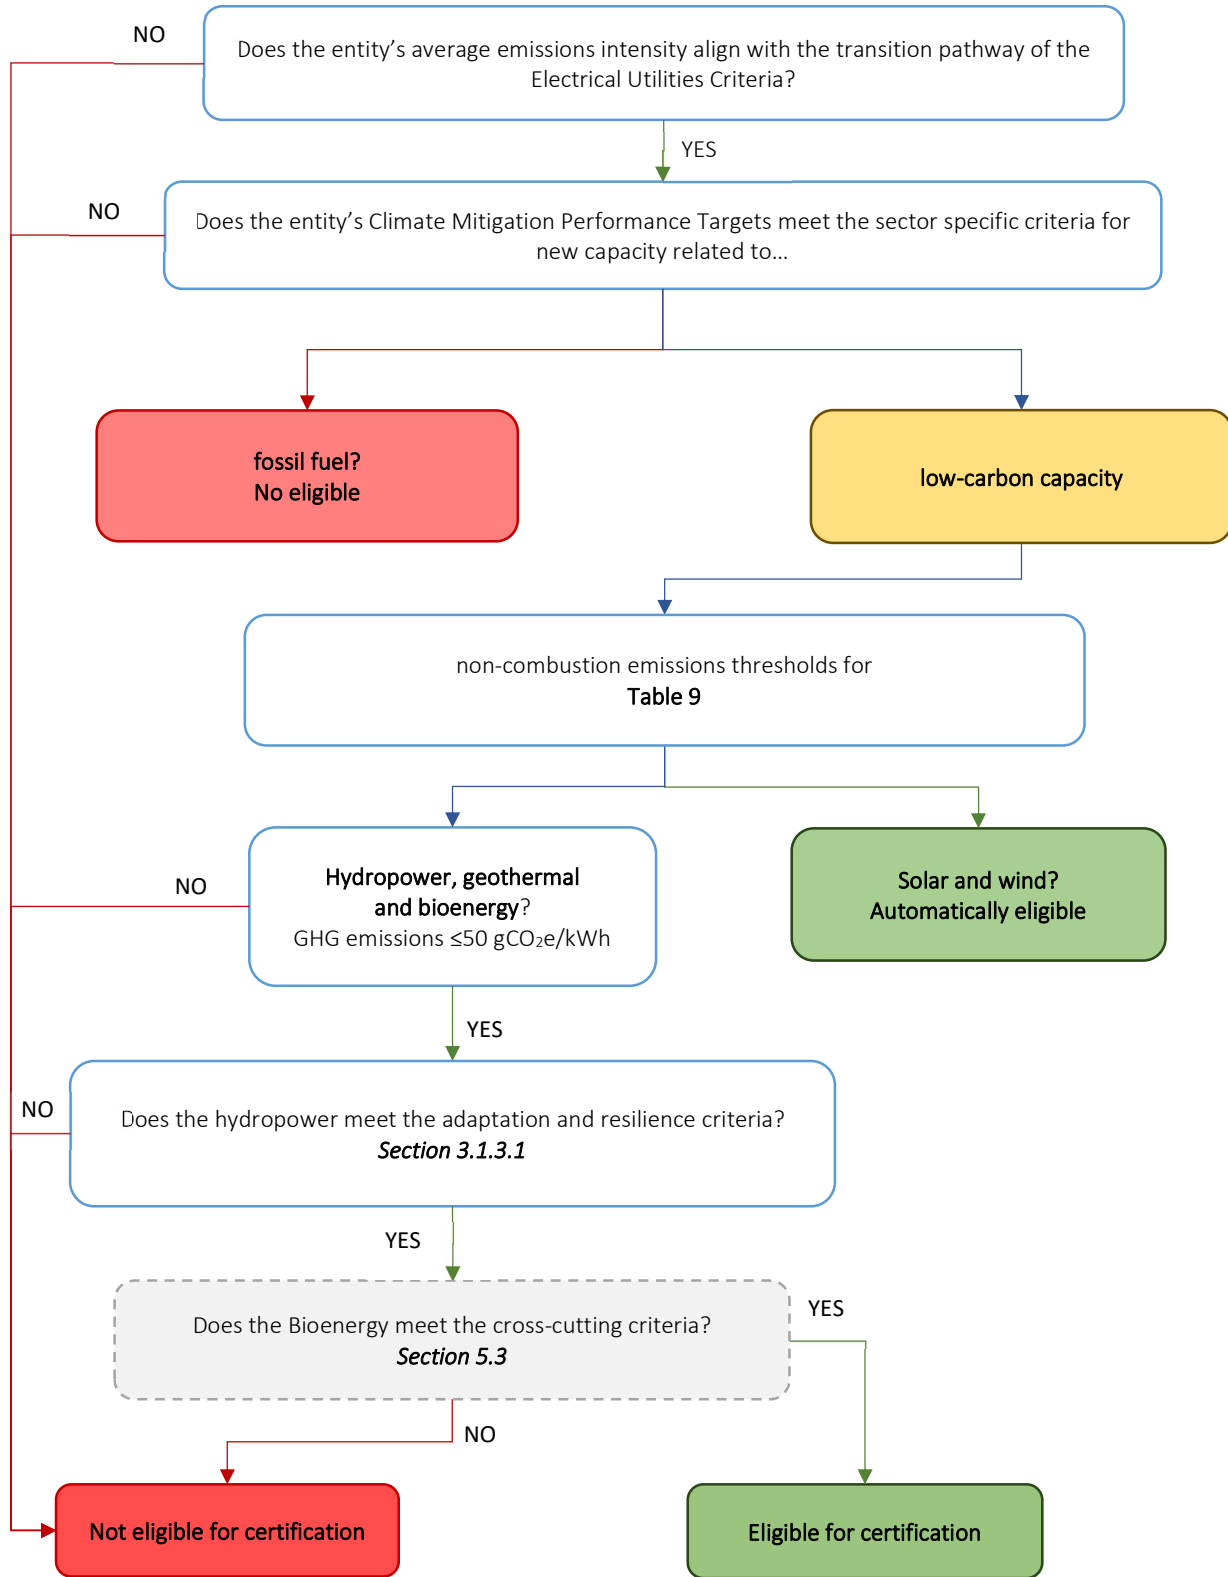 NO
Does the entity's average emissions intensity align with the transition pathway of the
Electrical Utilities Criteria?
YES
NO
Does the entity's Climate Mitigation Performance Targets meet the sector specific criteria for
new capacity related to...
fossil fuel?
No eligible
low-carbon capacity
non-combustion emissions thresholds for
Table 9
NO
Hydropower, geothermal
and bioenergy?
GHG emissions ≤50 gCO₂e/kWh
Solar and wind?
Automatically eligible
YES
NO
Does the hydropower meet the adaptation and resilience criteria?
Section 3.1.3.1
YES
Does the Bioenergy meet the cross-cutting criteria?
Section 5.3
YES
NO
Not eligible for certification
Eligible for certification